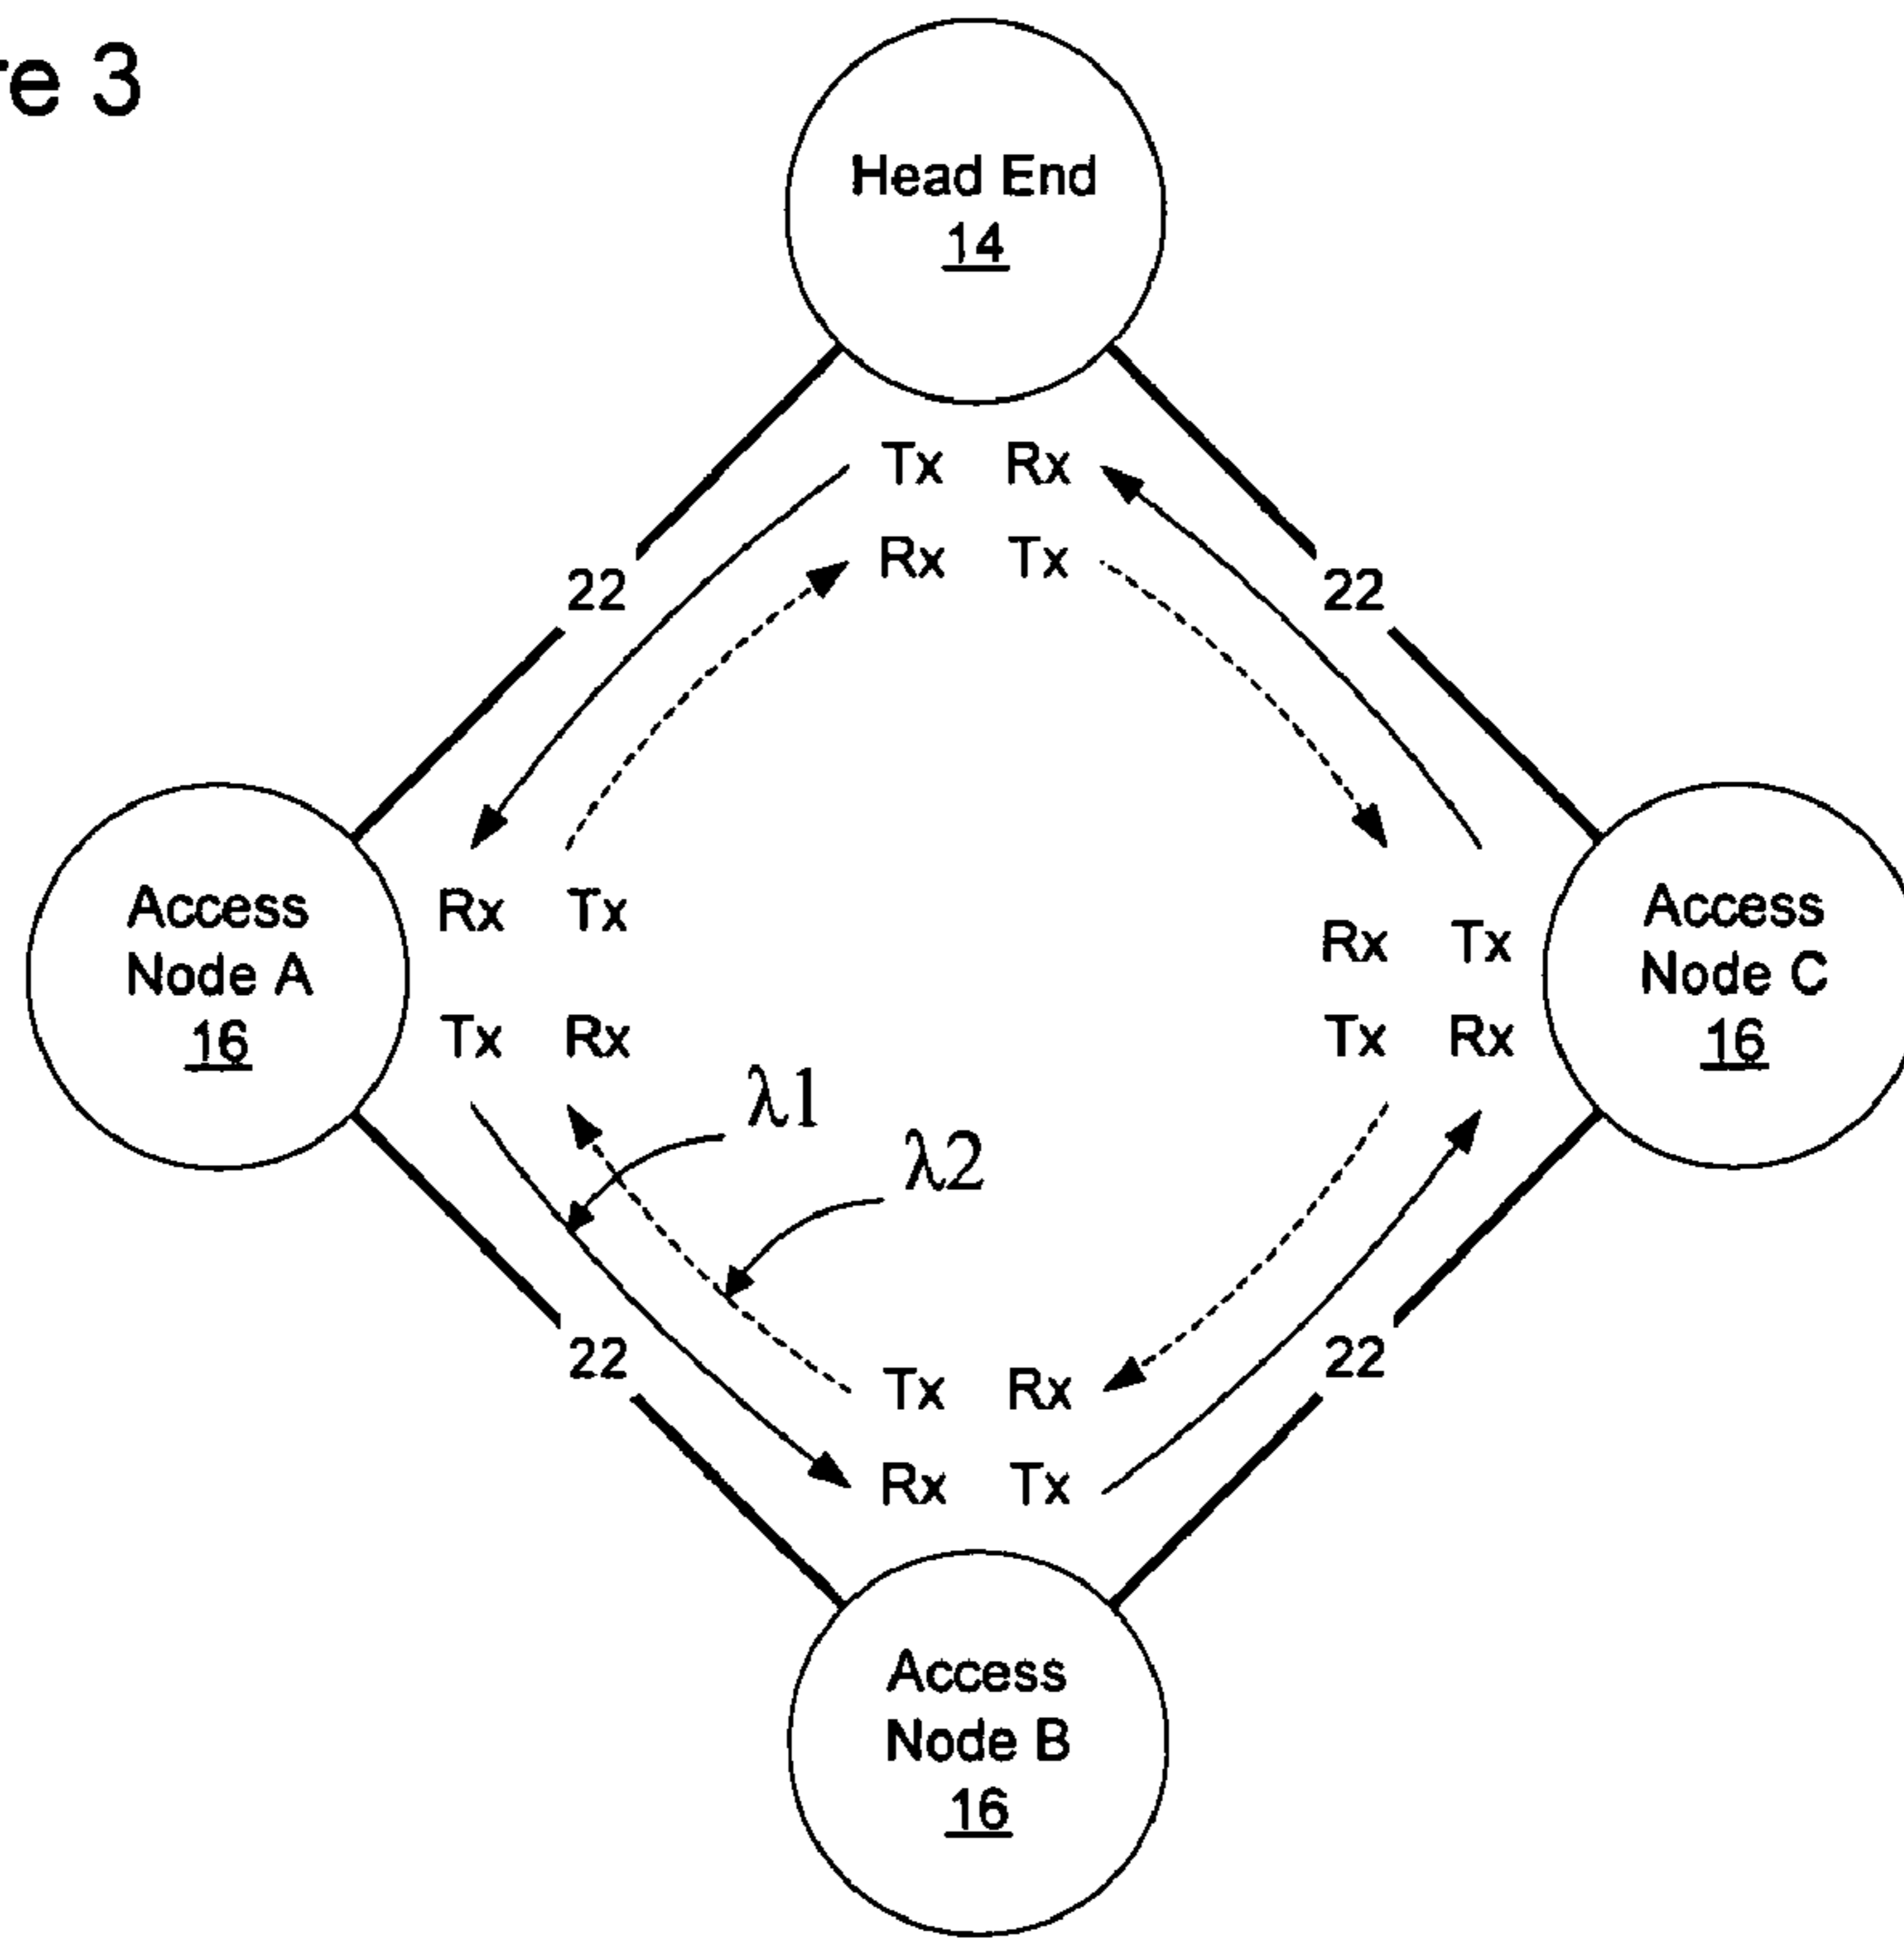 re 3
Head End
14
Tx Rx
Rx Tx
22
22
Access
Node A
16
Rx Tx
Tx Rx
Rx Tx
Tx Rx
Access
Node C
16
λ1
λ2
22
22
Tx Rx
Rx Tx
Access
Node B
16